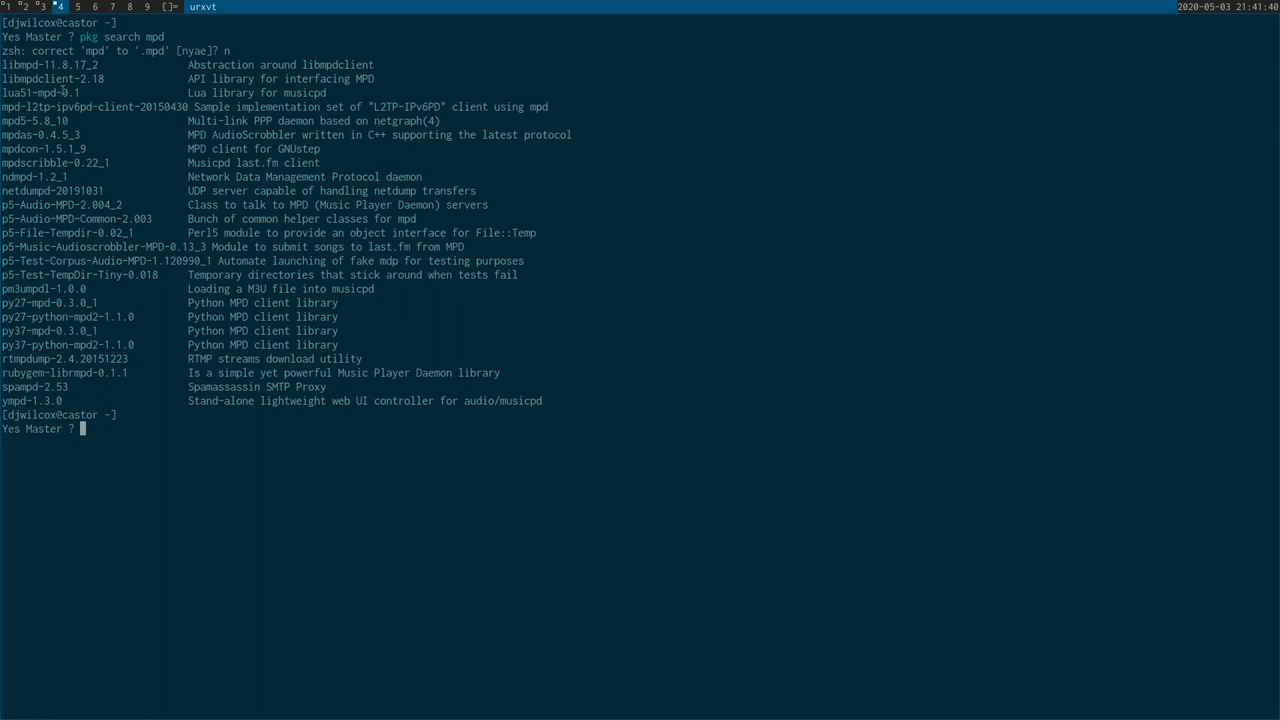 1 2 3 4 5 6 7 8 9 []= urxvt 2020-05-03 21:41:40
[djwilcox@castor ~]
Yes Master ? pkg search mpd
zsh: correct 'mpd' to '.mpd' [nyae]? n
libmpd-11.8.17_2 Abstraction around libmpdclient
libmpdclient-2.18 API library for interfacing MPD
lua51-mpd-0.1 Lua library for musicpd
mpd-l2tp-ipv6pd-client-20150430 Sample implementation set of "L2TP-IPv6PD" client using mpd
mpd5-5.8_10 Multi-link PPP daemon based on netgraph(4)
mpdas-0.4.5_3 MPD AudioScrobbler written in C++ supporting the latest protocol
mpdcon-1.5.1_9 MPD client for GNUstep
mpdscribble-0.22_1 Musicpd last.fm client
ndmpd-1.2_1 Network Data Management Protocol daemon
netdumpd-20191031 UDP server capable of handling netdump transfers
p5-Audio-MPD-2.004_2 Class to talk to MPD (Music Player Daemon) servers
p5-Audio-MPD-Common-2.003 Bunch of common helper classes for mpd
p5-File-Tempdir-0.02_1 Perl5 module to provide an object interface for File::Temp
p5-Music-Audioscrobbler-MPD-0.13_3 Module to submit songs to last.fm from MPD
p5-Test-Corpus-Audio-MPD-1.120990_1 Automate launching of fake mdp for testing purposes
p5-Test-TempDir-Tiny-0.018 Temporary directories that stick around when tests fail
pm3umpdl-1.0.0 Loading a M3U file into musicpd
py27-mpd-0.3.0_1 Python MPD client library
py27-python-mpd2-1.1.0 Python MPD client library
py37-mpd-0.3.0_1 Python MPD client library
py37-python-mpd2-1.1.0 Python MPD client library
rtmpdump-2.4.20151223 RTMP streams download utility
rubygem-librmpd-0.1.1 Is a simple yet powerful Music Player Daemon library
spampd-2.53 Spamassassin SMTP Proxy
ympd-1.3.0 Stand-alone lightweight web UI controller for audio/musicpd
[djwilcox@castor ~]
Yes Master ?